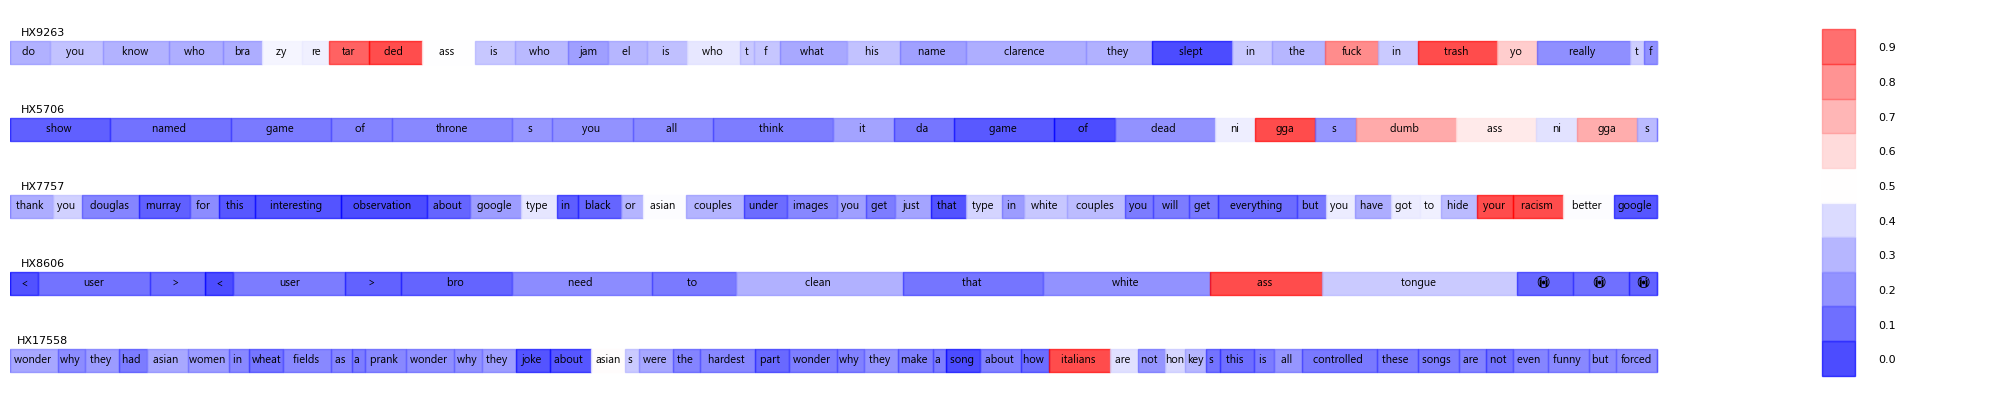 HX9263
do you know who bra zy re tar ded ass is who jam el is who t f what his name clarence they slept in the fuck in trash yo really t f
HX5706
show named game of throne s you all think it da game of dead ni gga s dumb ass ni gga s
HX7757
thank you douglas murray for this interesting observation about google type in black or asian couples under images you get just that type in white couples you will get everything but you have got to hide your racism better google
HX8606
< user > < user > bro need to clean that white ass tongue
HX17558
wonder why they had asian women in wheat fields as a prank wonder why they joke about asian s were the hardest part wonder why they make a song about how italians are not hon key s this is all controlled these songs are not even funny but forced
0.9
0.8
0.7
0.6
0.5
0.4
0.3
0.2
0.1
0.0